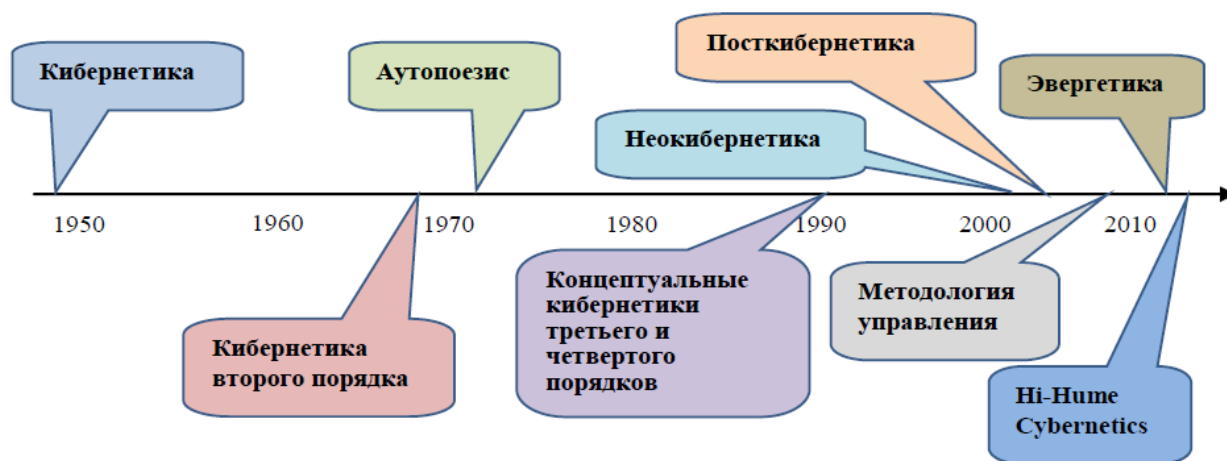 Кибернетика
Аутопоезис
Посткибернетика
Эвергетика
Неокибернетика
1950
1960
1970
1980
1990
2000
2010
Кибернетика
второго порядка
Концептуальные
кибернетики
третьего и
четвертого
порядков
Методология
управления
Hi-Hume
Cybernetics